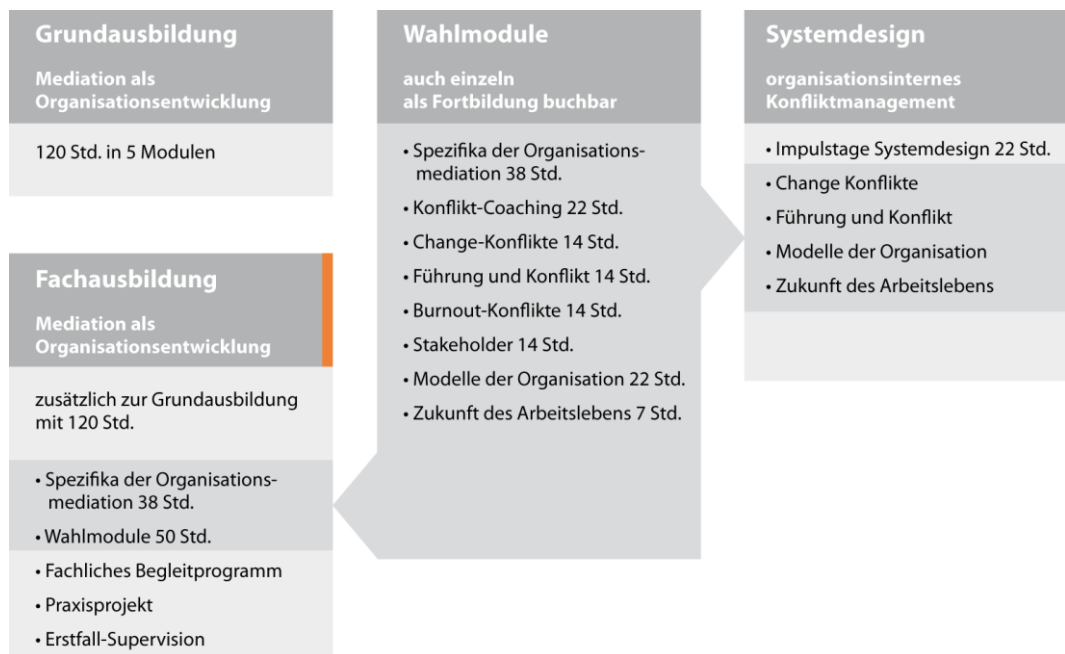 Grundausbildung
Mediation als
Organisationsentwicklung
120 Std. in 5 Modulen
Fachausbildung
Mediation als
Organisationsentwicklung
zusätzlich zur Grundausbildung
mit 120 Std.
• Spezifika der Organisations-
mediation 38 Std.
• Wahlmodule 50 Std.
• Fachliches Begleitprogramm
• Praxisprojekt
• Erstfall-Supervision
Wahlmodule
auch einzeln
als Fortbildung buchbar
• Spezifika der Organisations-
mediation 38 Std.
• Konflikt-Coaching 22 Std.
• Change-Konflikte 14 Std.
• Führung und Konflikt 14 Std.
• Burnout-Konflikte 14 Std.
• Stakeholder 14 Std.
• Modelle der Organisation 22 Std.
• Zukunft des Arbeitslebens 7 Std.
Systemdesign
organisationsinternes
Konfliktmanagement
• Impulstage Systemdesign 22 Std.
• Change Konflikte
• Führung und Konflikt
• Modelle der Organisation
• Zukunft des Arbeitslebens